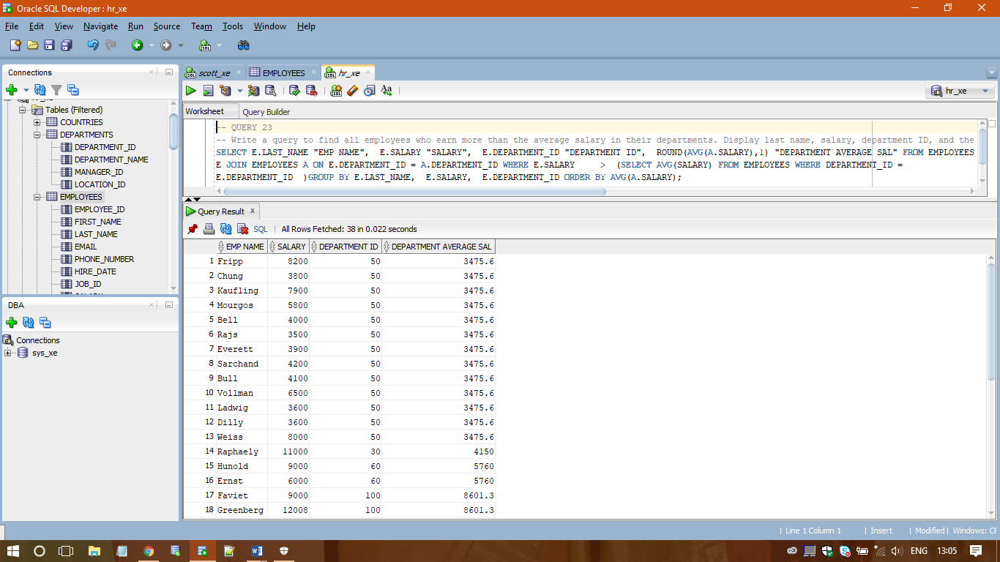 Oracle SQL Developer : hr_xe
File Edit View Navigate Run Source Team Tools Window Help
Connections
Tables (Filtered)
COUNTRIES
DEPARTMENTS
DEPARTMENT_ID
DEPARTMENT_NAME
MANAGER_ID
LOCATION_ID
EMPLOYEES
EMPLOYEE_ID
FIRST_NAME
LAST_NAME
EMAIL
PHONE_NUMBER
HIRE_DATE
JOB_ID
DBA
Connections
sys_xe
scott_xe EMPLOYEES hr_xe
hr_xe
Worksheet Query Builder
-- QUERY 23
-- Write a query to find all employees who earn more than the average salary in their departments. Display last name, salary, department ID, and the
SELECT E.LAST_NAME "EMP NAME", E.SALARY "SALARY", E.DEPARTMENT_ID "DEPARTMENT ID", ROUND(AVG(A.SALARY),1) "DEPARTMENT AVERAGE SAL" FROM EMPLOYEES
E JOIN EMPLOYEES A ON E.DEPARTMENT_ID = A.DEPARTMENT_ID WHERE E.SALARY > (SELECT AVG(SALARY) FROM EMPLOYEES WHERE DEPARTMENT_ID =
E.DEPARTMENT_ID )GROUP BY E.LAST_NAME, E.SALARY, E.DEPARTMENT_ID ORDER BY AVG(A.SALARY);
Query Result x
SQL | All Rows Fetched: 38 in 0.022 seconds
EMP NAME SALARY DEPARTMENT ID DEPARTMENT AVERAGE SAL
1 Fripp 8200 50 3475.6
2 Chung 3800 50 3475.6
3 Kaufling 7900 50 3475.6
4 Mourgos 5800 50 3475.6
5 Bell 4000 50 3475.6
6 Rajs 3500 50 3475.6
7 Everett 3900 50 3475.6
8 Sarchand 4200 50 3475.6
9 Bull 4100 50 3475.6
10 Vollman 6500 50 3475.6
11 Ladwig 3600 50 3475.6
12 Dilly 3600 50 3475.6
13 Weiss 8000 50 3475.6
14 Raphaely 11000 30 4150
15 Hunold 9000 60 5760
16 Ernst 6000 60 5760
17 Faviet 9000 100 8601.3
18 Greenberg 12008 100 8601.3
| Line 1 Column 1 | Insert | Modified | Windows: CF
ENG 13:05